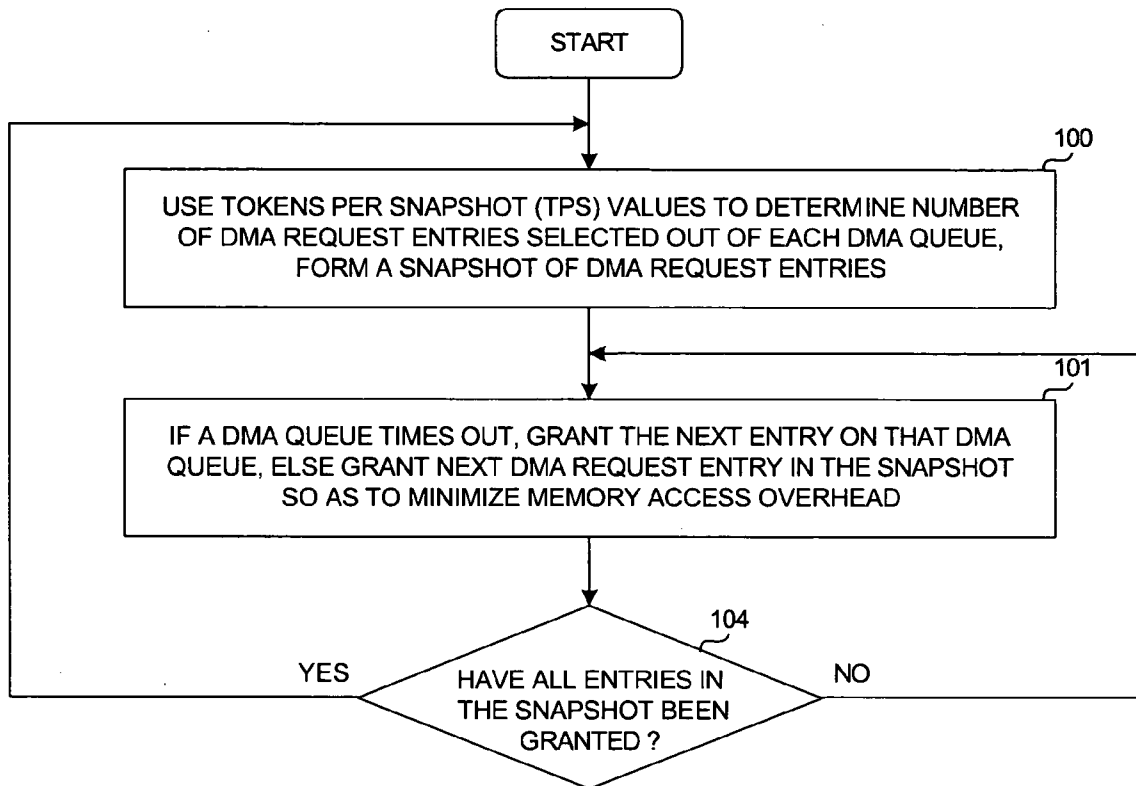 START
100
USE TOKENS PER SNAPSHOT (TPS) VALUES TO DETERMINE NUMBER
OF DMA REQUEST ENTRIES SELECTED OUT OF EACH DMA QUEUE,
FORM A SNAPSHOT OF DMA REQUEST ENTRIES
101
IF A DMA QUEUE TIMES OUT, GRANT THE NEXT ENTRY ON THAT DMA
QUEUE, ELSE GRANT NEXT DMA REQUEST ENTRY IN THE SNAPSHOT
SO AS TO MINIMIZE MEMORY ACCESS OVERHEAD
104
YES
NO
HAVE ALL ENTRIES IN
THE SNAPSHOT BEEN
GRANTED ?